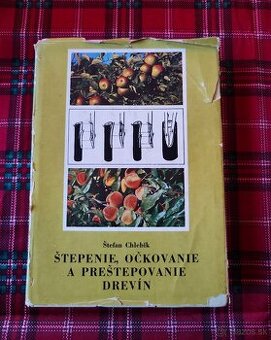 Štefan Chlebík
ŠTEPENIE, OČKOVANIE
A PREŠTEPOVANIE
DREVÍN